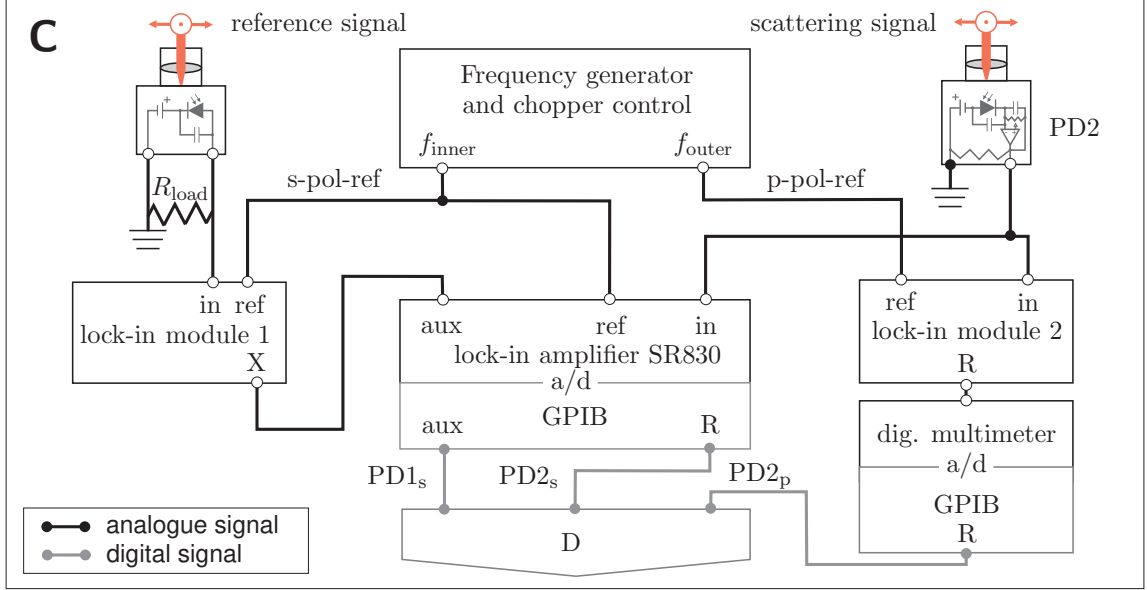 C
reference signal
scattering signal
Frequency generator
and chopper control
f_inner
f_outer
PD2
s-pol-ref
p-pol-ref
R_load
in ref
lock-in module 1
X
aux ref in
lock-in amplifier SR830
a/d
GPIB
aux R
ref in
lock-in module 2
R
dig. multimeter
a/d
GPIB
R
PD1_s
PD2_s
PD2_p
D
analogue signal
digital signal